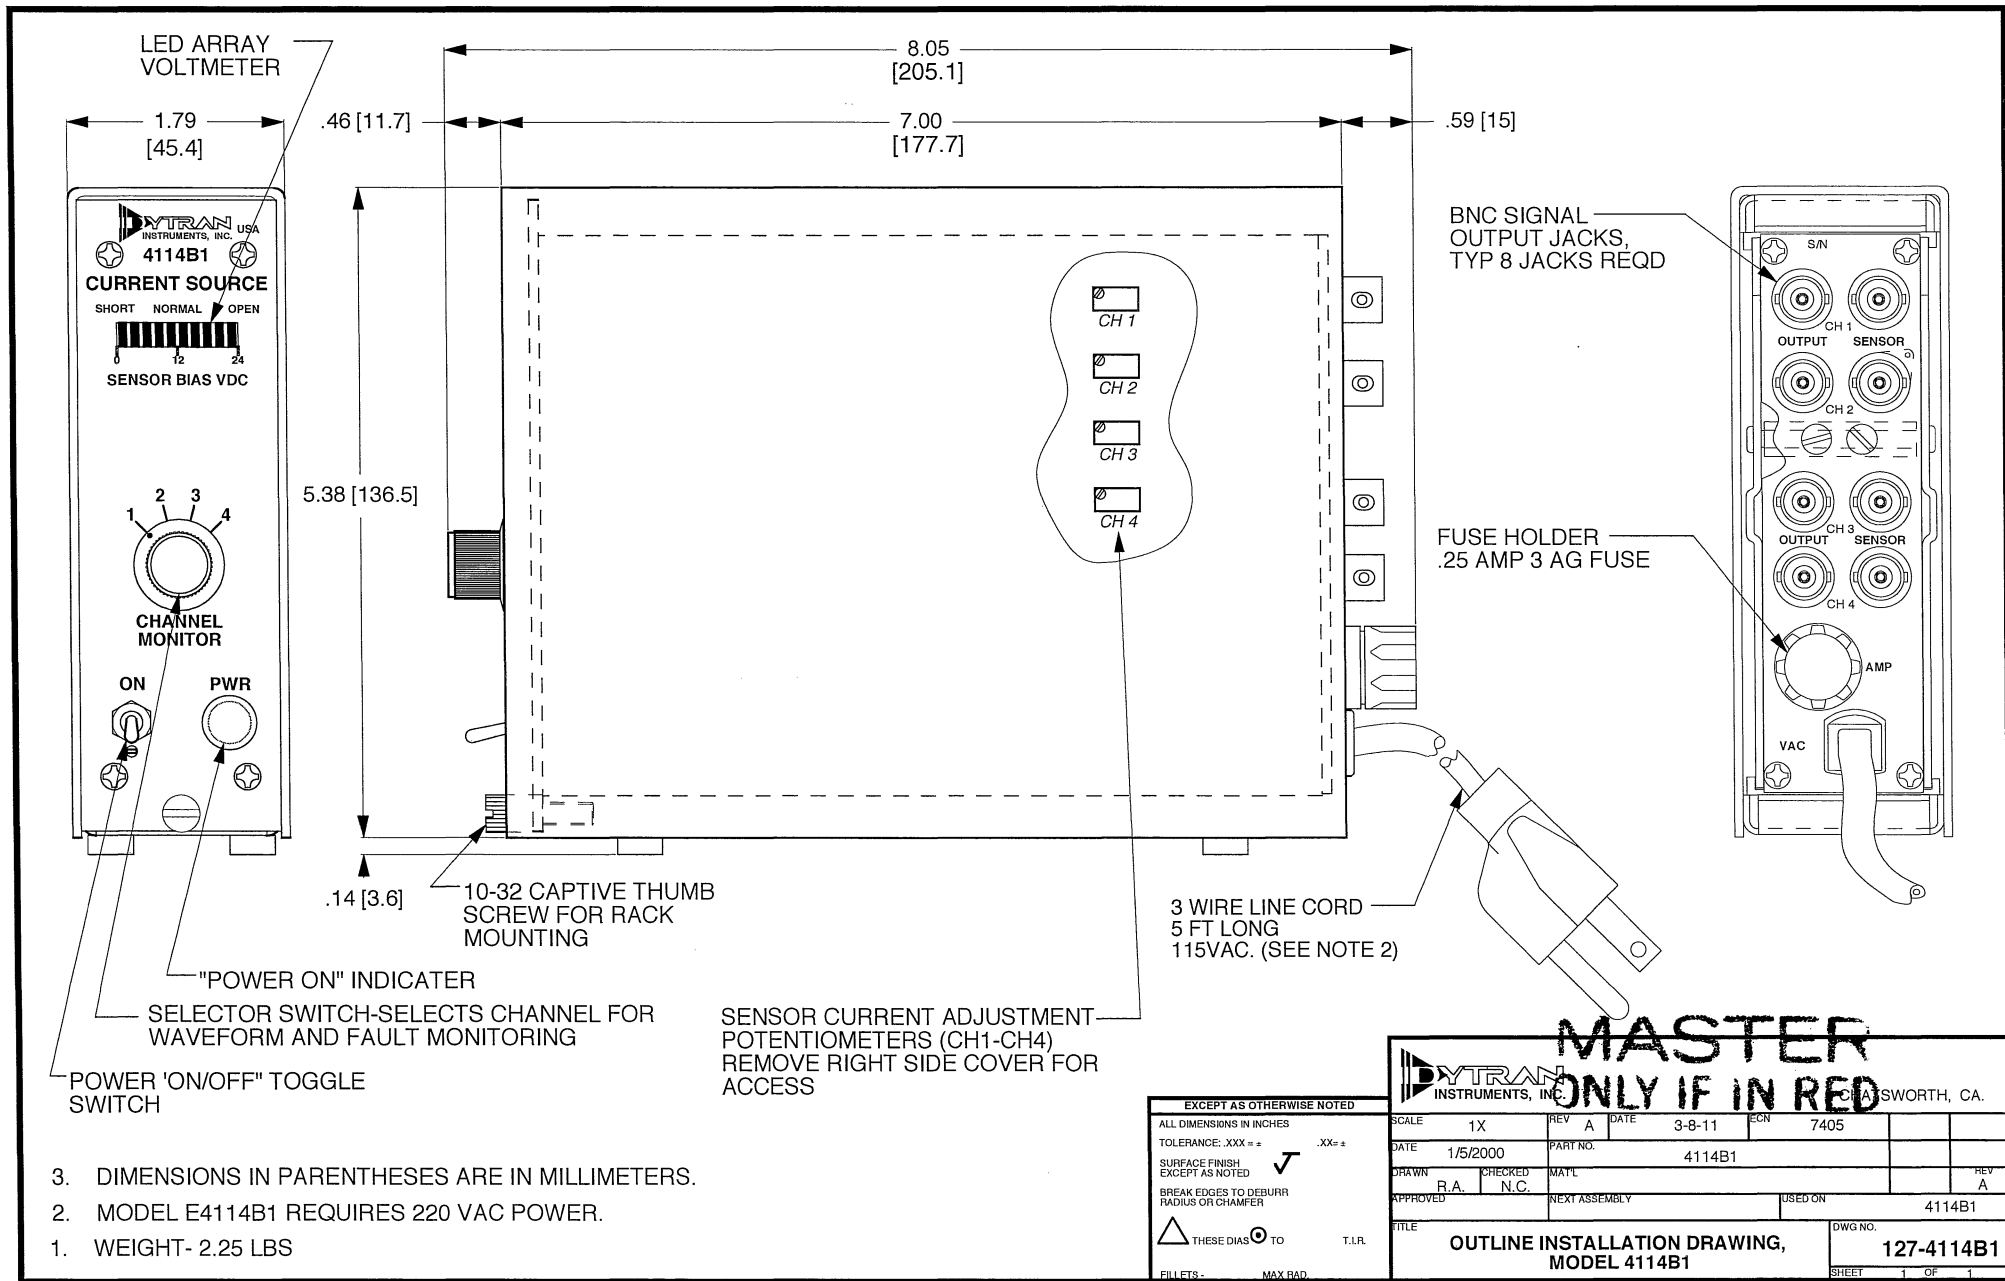 LED ARRAY
VOLTMETER
8.05
[205.1]
1.79
[45.4]
.46 [11.7]
7.00
[177.7]
.59 [15]
DYTRAN
INSTRUMENTS, INC.
USA
4114B1
CURRENT SOURCE
SHORT NORMAL OPEN
0 12 24
SENSOR BIAS VDC
1 2 3 4
CHANNEL
MONITOR
ON PWR
5.38 [136.5]
.14 [3.6]
CH 1
CH 2
CH 3
CH 4
BNC SIGNAL
OUTPUT JACKS,
TYP 8 JACKS REQD
FUSE HOLDER
.25 AMP 3 AG FUSE
S/N
CH 1
OUTPUT SENSOR
CH 2
CH 3
OUTPUT SENSOR
CH 4
AMP
VAC
10-32 CAPTIVE THUMB
SCREW FOR RACK
MOUNTING
3 WIRE LINE CORD
5 FT LONG
115VAC. (SEE NOTE 2)
"POWER ON" INDICATER
SELECTOR SWITCH-SELECTS CHANNEL FOR
WAVEFORM AND FAULT MONITORING
POWER 'ON/OFF" TOGGLE
SWITCH
SENSOR CURRENT ADJUSTMENT
POTENTIOMETERS (CH1-CH4)
REMOVE RIGHT SIDE COVER FOR
ACCESS
3. DIMENSIONS IN PARENTHESES ARE IN MILLIMETERS.
2. MODEL E4114B1 REQUIRES 220 VAC POWER.
1. WEIGHT- 2.25 LBS
EXCEPT AS OTHERWISE NOTED
ALL DIMENSIONS IN INCHES
TOLERANCE: .XXX = ± .XX= ±
SURFACE FINISH
EXCEPT AS NOTED
BREAK EDGES TO DEBURR
RADIUS OR CHAMFER
THESE DIAS TO T.I.R.
FILLETS - MAX RAD.
MASTER
ONLY IF IN RED
DYTRAN
INSTRUMENTS, INC.
CHATSWORTH, CA.
SCALE 1X REV A DATE 3-8-11 ECN 7405
DATE 1/5/2000 PART NO. 4114B1
DRAWN R.A. CHECKED N.C. MAT'L REV A
APPROVED NEXT ASSEMBLY USED ON 4114B1
TITLE OUTLINE INSTALLATION DRAWING,
MODEL 4114B1
DWG NO. 127-4114B1
SHEET 1 OF 1